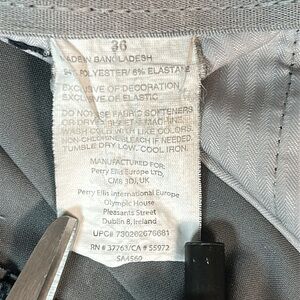 36
MADE IN BANGLADESH
94% POLYESTER/ 6% ELASTANE
EXCLUSIVE OF DECORATION
EXCLUSIVE OF ELASTIC
DO NOT USE FABRIC SOFTENERS
OR DRYER SHEETS. MACHINE
WASH COLD WITH LIKE COLORS.
NON-CHLORINE BLEACH IF NEEDED.
TUMBLE DRY LOW. COOL IRON.
MANUFACTURED FOR:
Perry Ellis Europe LTD,
CM8 3DJ, UK
Perry Ellis International Europe
Olympic House
Pleasants Street
Dublin 8, Ireland
UPC# 730202676681
RN # 37763/CA # 55972
SA4560